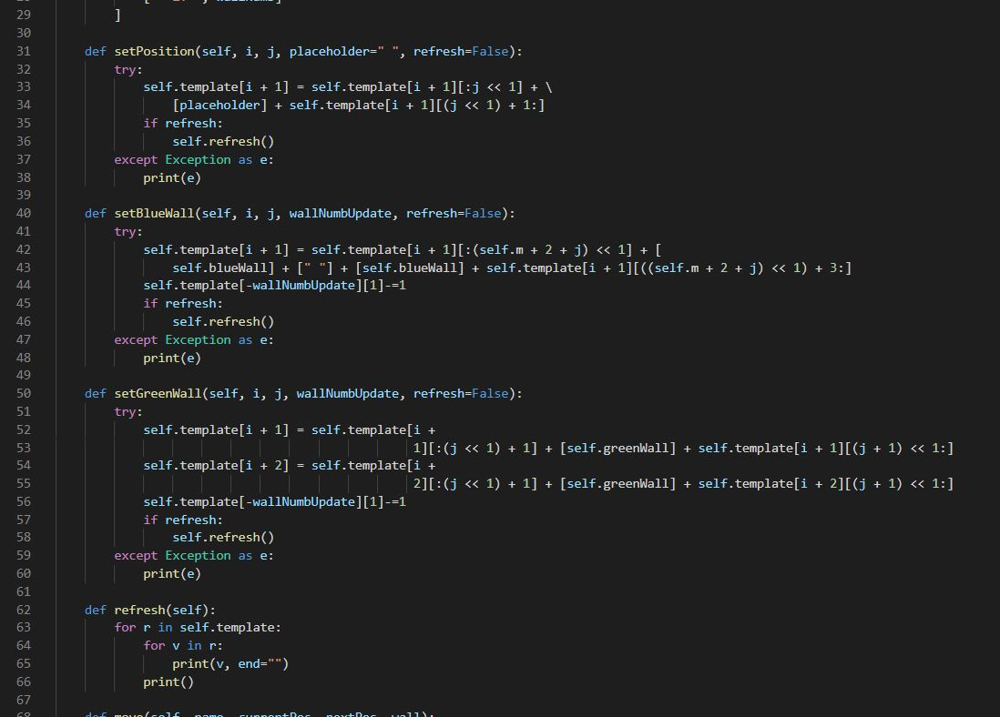 29 ]
30
31 def setPosition(self, i, j, placeholder=" ", refresh=False):
32 try:
33 self.template[i + 1] = self.template[i + 1][:j << 1] + \
34 [placeholder] + self.template[i + 1][(j << 1) + 1:]
35 if refresh:
36 self.refresh()
37 except Exception as e:
38 print(e)
39
40 def setBlueWall(self, i, j, wallNumbUpdate, refresh=False):
41 try:
42 self.template[i + 1] = self.template[i + 1][:(self.m + 2 + j) << 1] + [
43 self.blueWall] + [" "] + [self.blueWall] + self.template[i + 1][((self.m + 2 + j) << 1) + 3:]
44 self.template[-wallNumbUpdate][1]-=1
45 if refresh:
46 self.refresh()
47 except Exception as e:
48 print(e)
49
50 def setGreenWall(self, i, j, wallNumbUpdate, refresh=False):
51 try:
52 self.template[i + 1] = self.template[i +
53 1][:(j << 1) + 1] + [self.greenWall] + self.template[i + 1][(j + 1) << 1:]
54 self.template[i + 2] = self.template[i +
55 2][:(j << 1) + 1] + [self.greenWall] + self.template[i + 2][(j + 1) << 1:]
56 self.template[-wallNumbUpdate][1]-=1
57 if refresh:
58 self.refresh()
59 except Exception as e:
60 print(e)
61
62 def refresh(self):
63 for r in self.template:
64 for v in r:
65 print(v, end="")
66 print()
67
68 def move(self, name, currentPos, nextPos, wall):